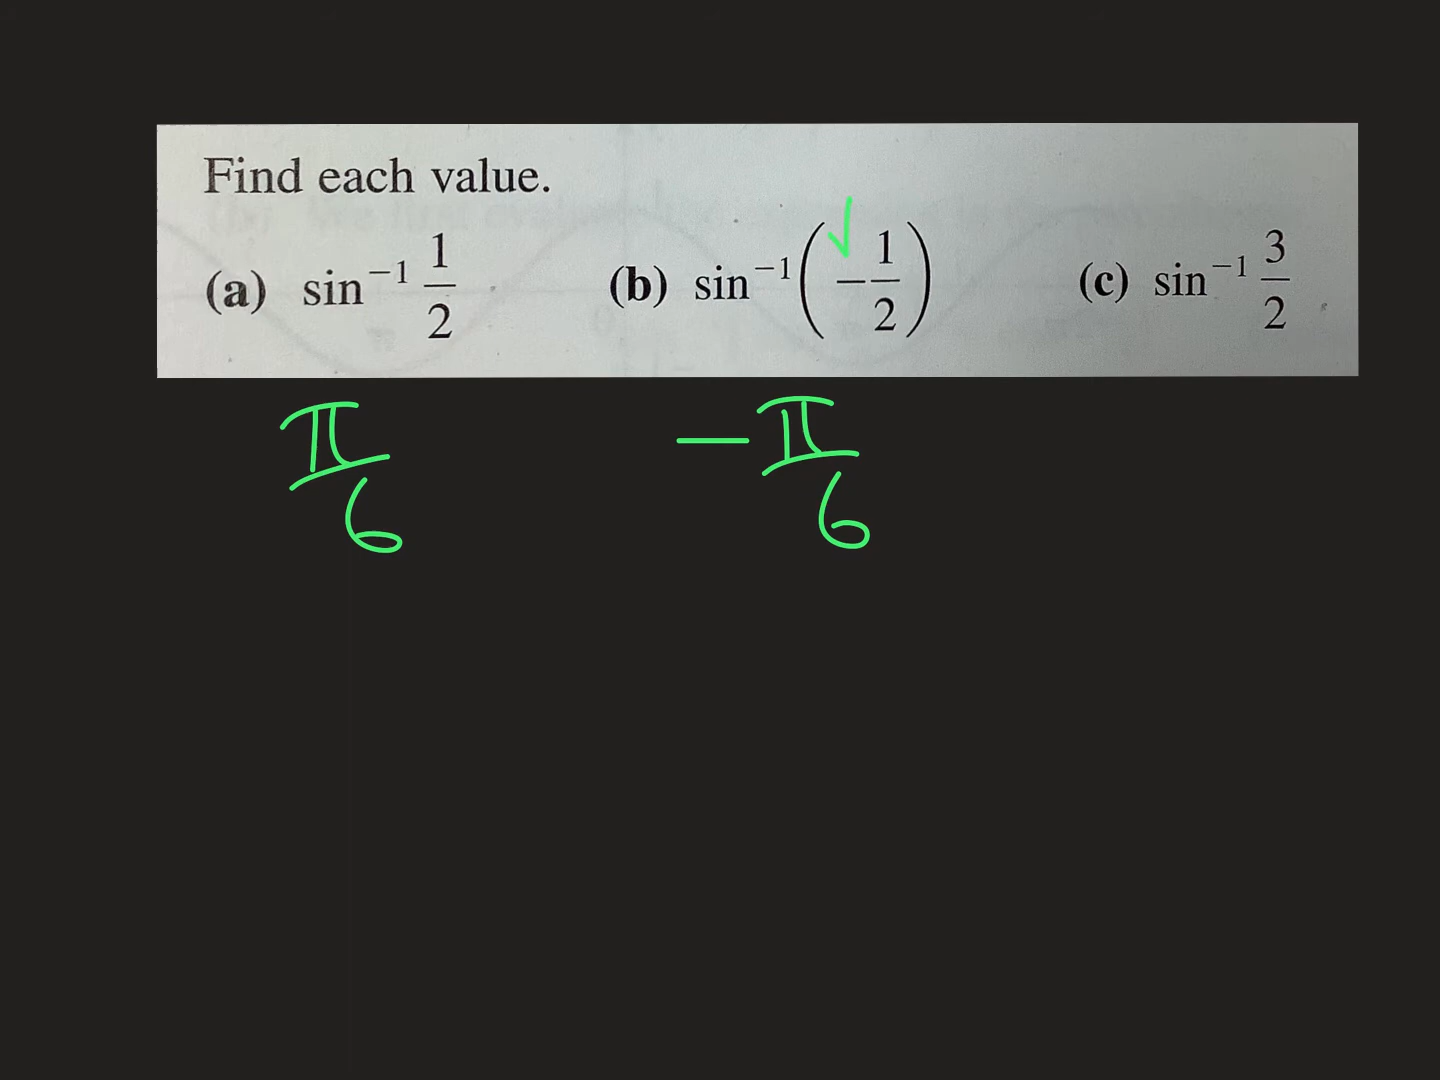 Find each value.
(a) sin⁻¹ 1/2 (b) sin⁻¹(−1/2) (c) sin⁻¹ 3/2
π/6 −π/6